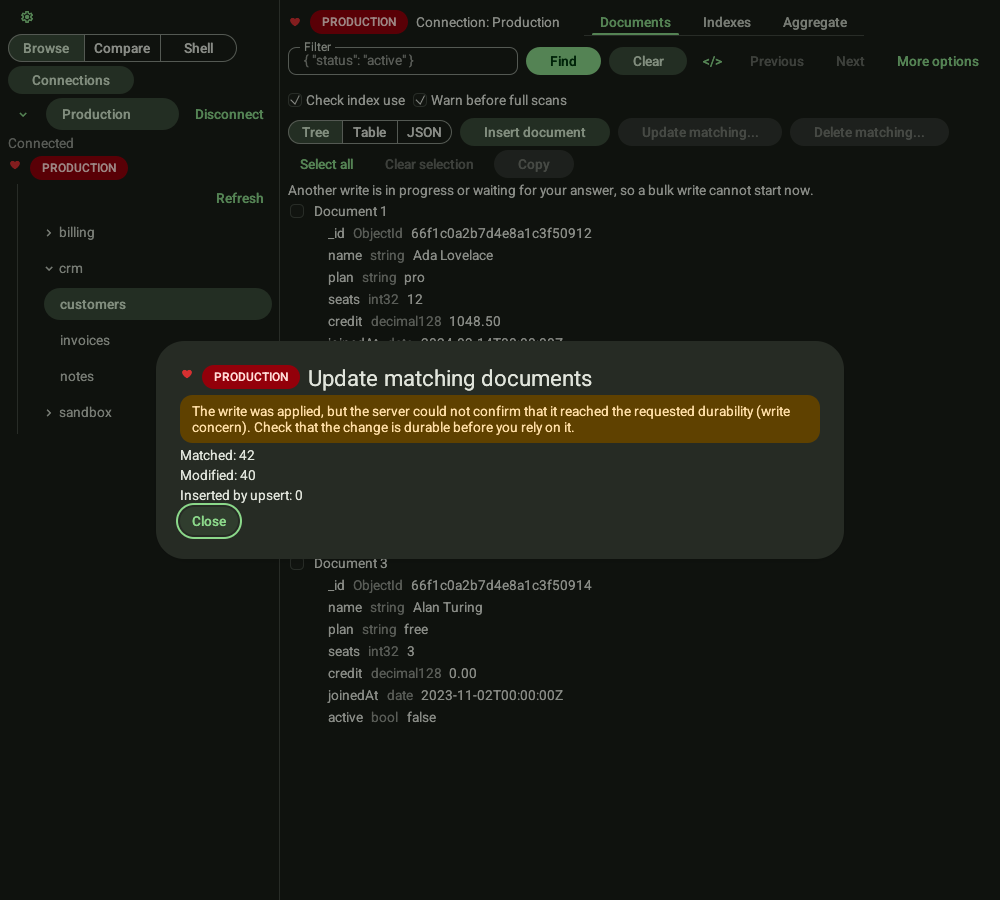 Browse
Compare
Shell
Connections
Production
Disconnect
Connected
PRODUCTION
Refresh
billing
crm
customers
invoices
notes
sandbox
PRODUCTION
Connection: Production
Documents
Indexes
Aggregate
Filter
{ "status": "active" }
Find
Clear
</>
Previous
Next
More options
Check index use
Warn before full scans
Tree
Table
JSON
Insert document
Update matching...
Delete matching...
Select all
Clear selection
Copy
Another write is in progress or waiting for your answer, so a bulk write cannot start now.
Document 1
_id ObjectId 66f1c0a2b7d4e8a1c3f50912
name string Ada Lovelace
plan string pro
seats int32 12
credit decimal128 1048.50
PRODUCTION
Update matching documents
The write was applied, but the server could not confirm that it reached the requested durability (write
concern). Check that the change is durable before you rely on it.
Matched: 42
Modified: 40
Inserted by upsert: 0
Close
Document 3
_id ObjectId 66f1c0a2b7d4e8a1c3f50914
name string Alan Turing
plan string free
seats int32 3
credit decimal128 0.00
joinedAt date 2023-11-02T00:00:00Z
active bool false